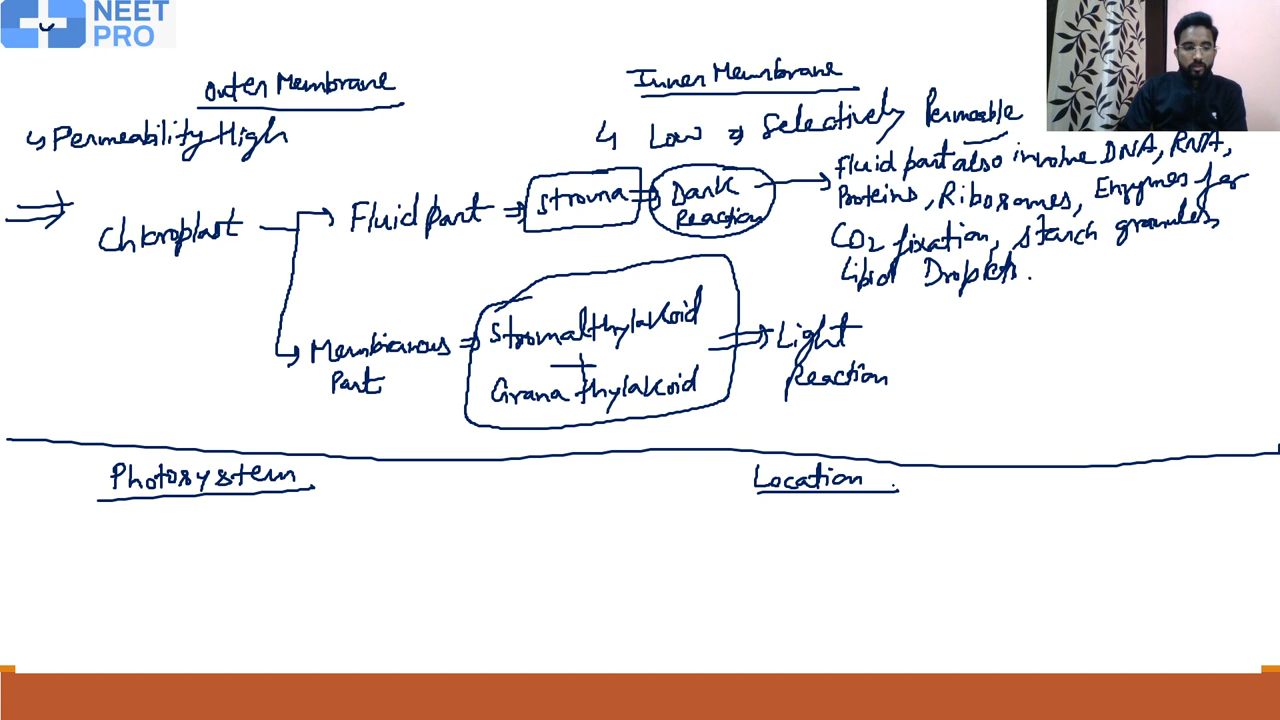 NEET
PRO
Outer Membrane
Inner Membrane
↳ Permeability High
↳ Low ⇒ Selectively Permeable
⇒ Chloroplast → Fluid part ⇒ Stroma ⇒ Dark Reaction →
Fluid part also involve DNA, RNA,
Proteins, Ribosomes, Enzymes for
CO2 fixation, Starch granules,
Lipid Droplets.
Membranous ⇒
Part
Stromalthylakoid
+
Grana thylakoid
⇒ Light
Reaction
Photosystem
Location .